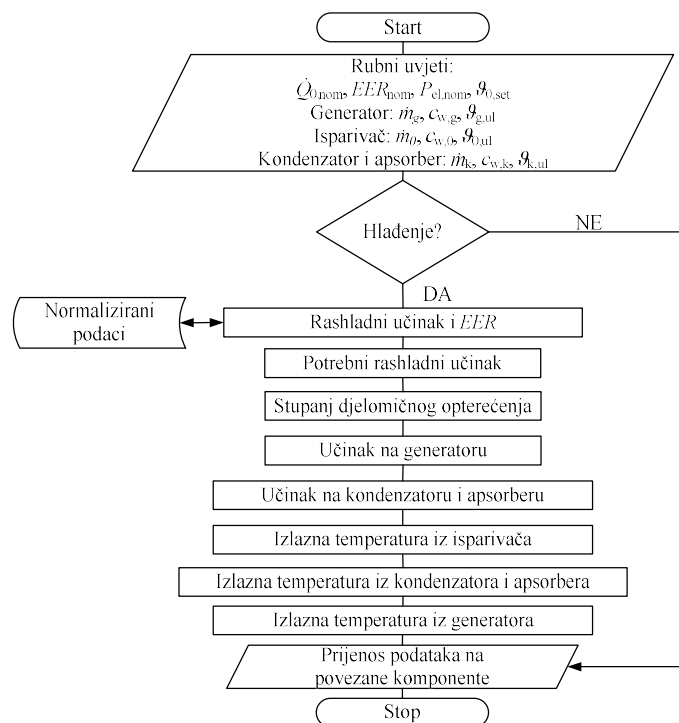 Start
Rubni uvjeti:
Q̇0,nom, EERnom, Pel,nom, ϑ0,set
Generator: ṁg, cw,g, ϑg,ul
Isparivač: ṁ0, cw,0, ϑ0,ul
Kondenzator i apsorber: ṁk, cw,k, ϑk,ul
Hlađenje?
NE
DA
Normalizirani
podaci
Rashladni učinak i EER
Potrebni rashladni učinak
Stupanj djelomičnog opterećenja
Učinak na generatoru
Učinak na kondenzatoru i apsorberu
Izlazna temperatura iz isparivača
Izlazna temperatura iz kondenzatora i apsorbera
Izlazna temperatura iz generatora
Prijenos podataka na
povezane komponente
Stop